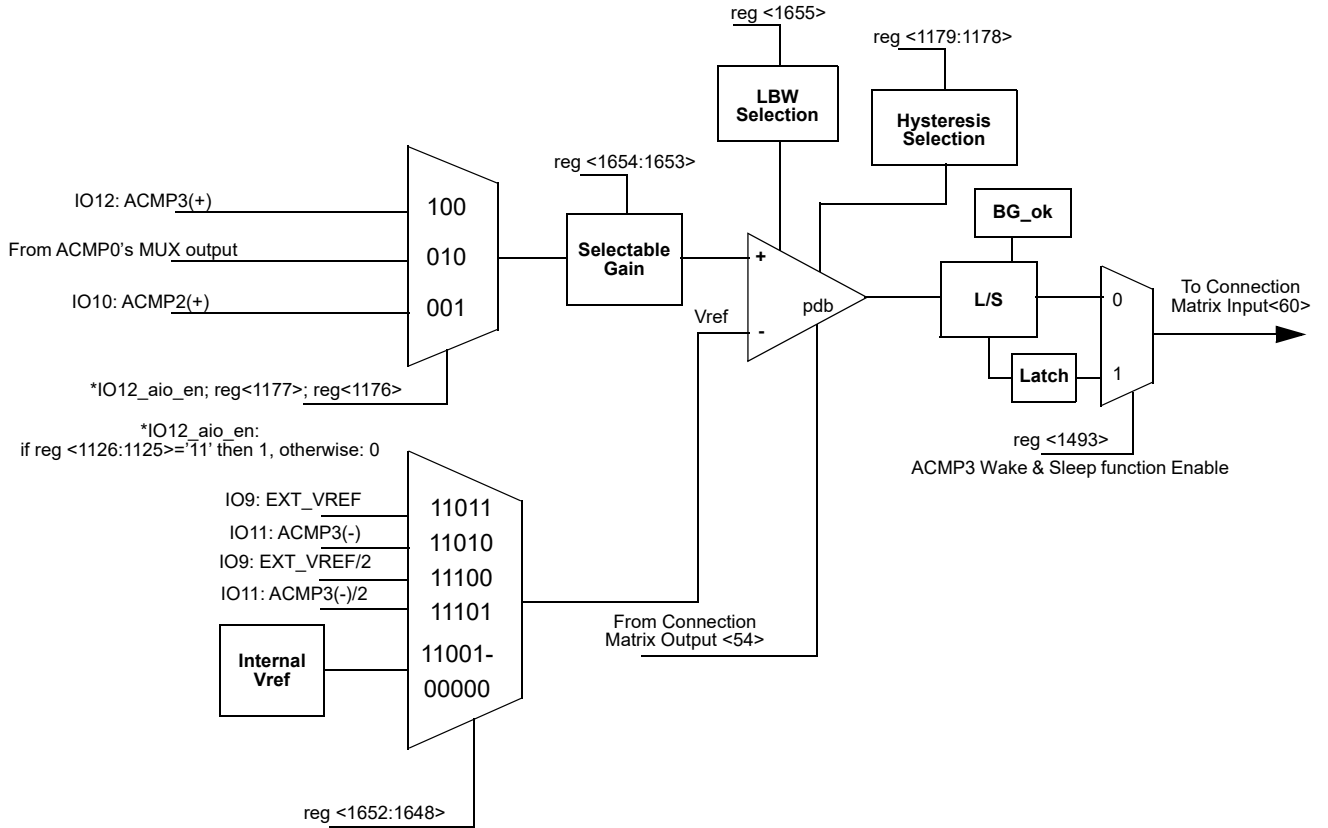 reg <1655>
reg <1179:1178>
LBW
Selection
Hysteresis
Selection
reg <1654:1653>
IO12: ACMP3(+)
100
BG_ok
Selectable
Gain
From ACMP0's MUX output
010
+
To Connection
Matrix Input<60>
L/S
0
IO10: ACMP2(+)
001
pdb
Vref
-
Latch
1
*IO12_aio_en; reg<1177>; reg<1176>
*IO12_aio_en:
if reg <1126:1125>='11' then 1, otherwise: 0
reg <1493>
ACMP3 Wake & Sleep function Enable
IO9: EXT_VREF
11011
IO11: ACMP3(-)
11010
IO9: EXT_VREF/2
11100
IO11: ACMP3(-)/2
11101
From Connection
Matrix Output <54>
Internal
Vref
11001-
00000
reg <1652:1648>